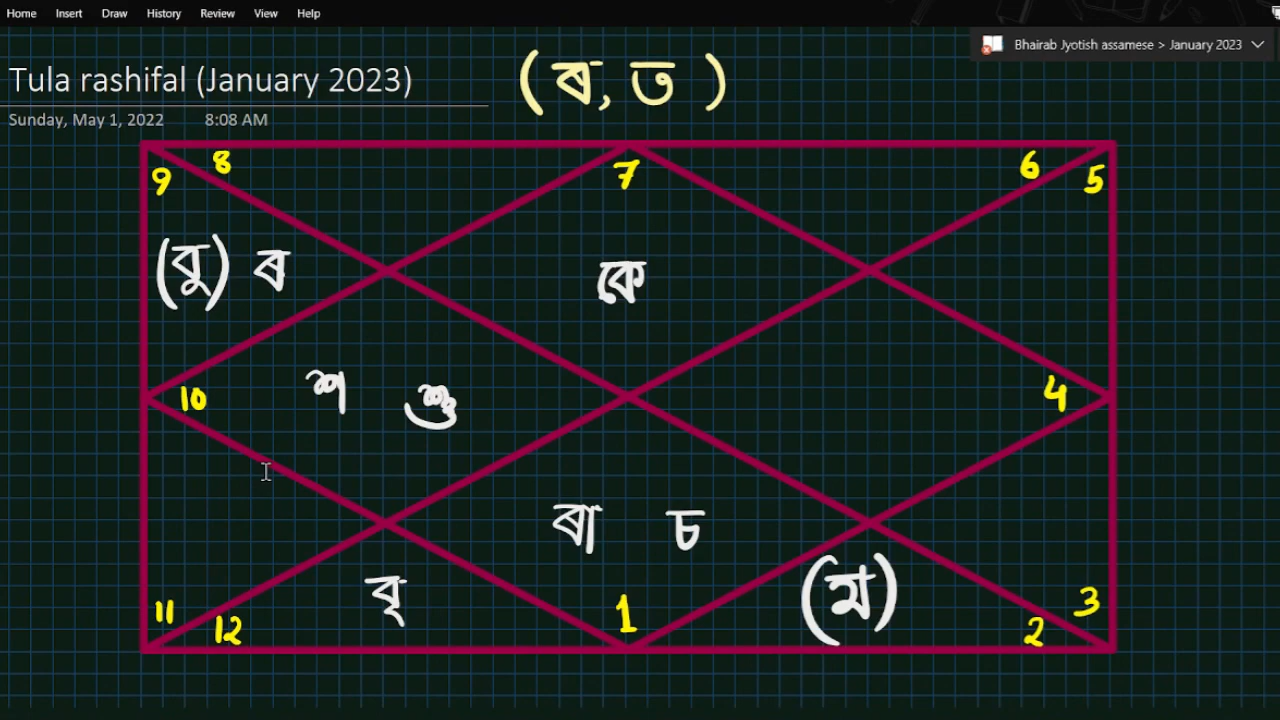 Home Insert Draw History Review View Help
Bhairab Jyotish assamese > January 2023
Tula rashifal (January 2023)
(ৰ, ত)
Sunday, May 1, 2022 8:08 AM
9 8 7 6 5
(বু) ৰ কে
10 শ শু 4
ৰা চ
11 12 বৃ 1 (ম) 2 3